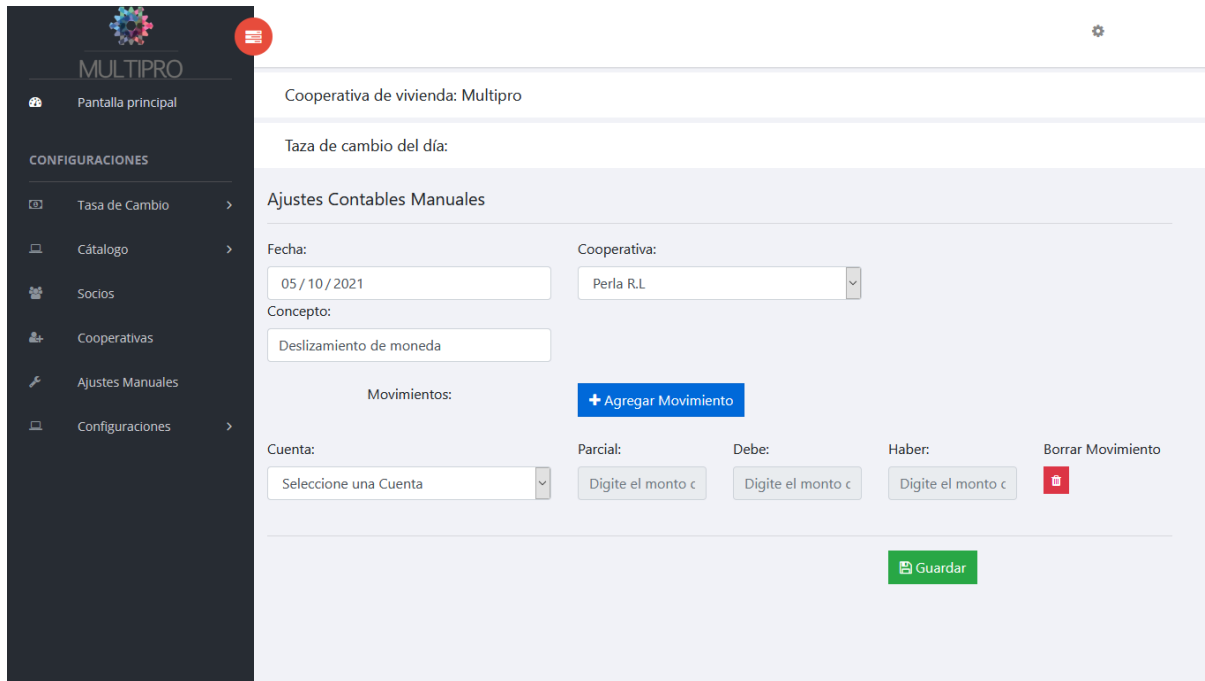 MULTIPRO
Pantalla principal
CONFIGURACIONES
Tasa de Cambio
Cátalogo
Socios
Cooperativas
Ajustes Manuales
Configuraciones
Cooperativa de vivienda: Multipro
Taza de cambio del día:
Ajustes Contables Manuales
Fecha: Cooperativa:
05 / 10 / 2021 Perla R.L
Concepto:
Deslizamiento de moneda
Movimientos: Agregar Movimiento
Cuenta: Parcial: Debe: Haber: Borrar Movimiento
Seleccione una Cuenta Digite el monto c Digite el monto c Digite el monto c
Guardar